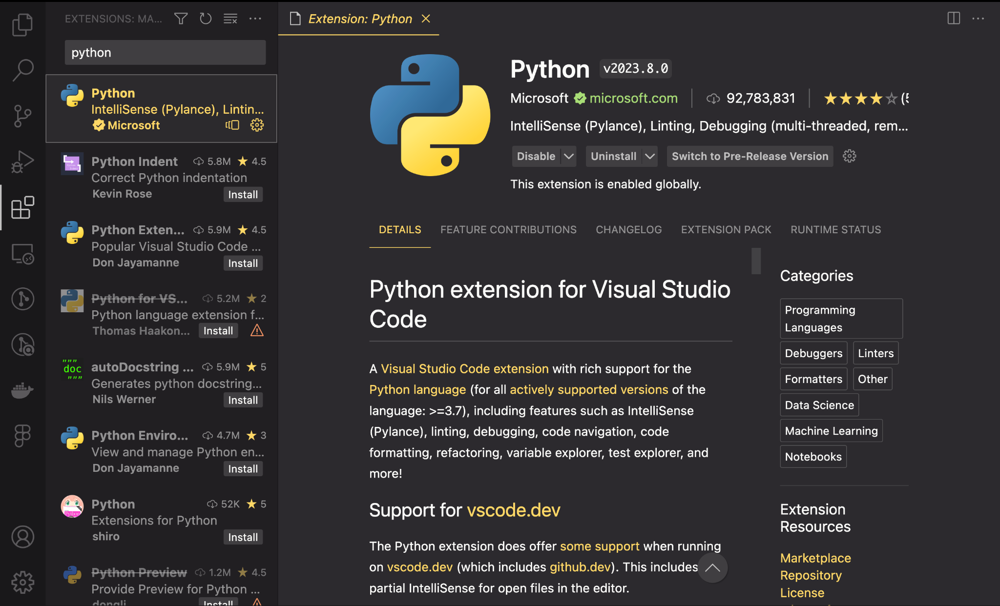 EXTENSIONS: MA...
python
Python
IntelliSense (Pylance), Lintin...
Microsoft
Python Indent 5.8M 4.5
Correct Python indentation
Kevin Rose Install
Python Exten... 5.9M 4.5
Popular Visual Studio Code ...
Don Jayamanne Install
Python for VS... 5.2M 2
Python language extension f...
Thomas Haakon... Install
"""
doc
"""
autoDocstring ... 5.9M 5
Generates python docstring...
Nils Werner Install
Python Enviro... 4.7M 3
View and manage Python en...
Don Jayamanne Install
Python 52K 5
Extensions for Python
shiro Install
Python Preview 1.2M 4.5
Provide Preview for Python ...
dongli Install
Extension: Python
Python v2023.8.0
Microsoft microsoft.com 92,783,831 (5
IntelliSense (Pylance), Linting, Debugging (multi-threaded, rem...
Disable Uninstall Switch to Pre-Release Version
This extension is enabled globally.
DETAILS FEATURE CONTRIBUTIONS CHANGELOG EXTENSION PACK RUNTIME STATUS
Python extension for Visual Studio
Code
A Visual Studio Code extension with rich support for the
Python language (for all actively supported versions of the
language: >=3.7), including features such as IntelliSense
(Pylance), linting, debugging, code navigation, code
formatting, refactoring, variable explorer, test explorer, and
more!
Support for vscode.dev
The Python extension does offer some support when running
on vscode.dev (which includes github.dev). This includes
partial IntelliSense for open files in the editor.
Categories
Programming
Languages
Debuggers Linters
Formatters Other
Data Science
Machine Learning
Notebooks
Extension
Resources
Marketplace
Repository
License